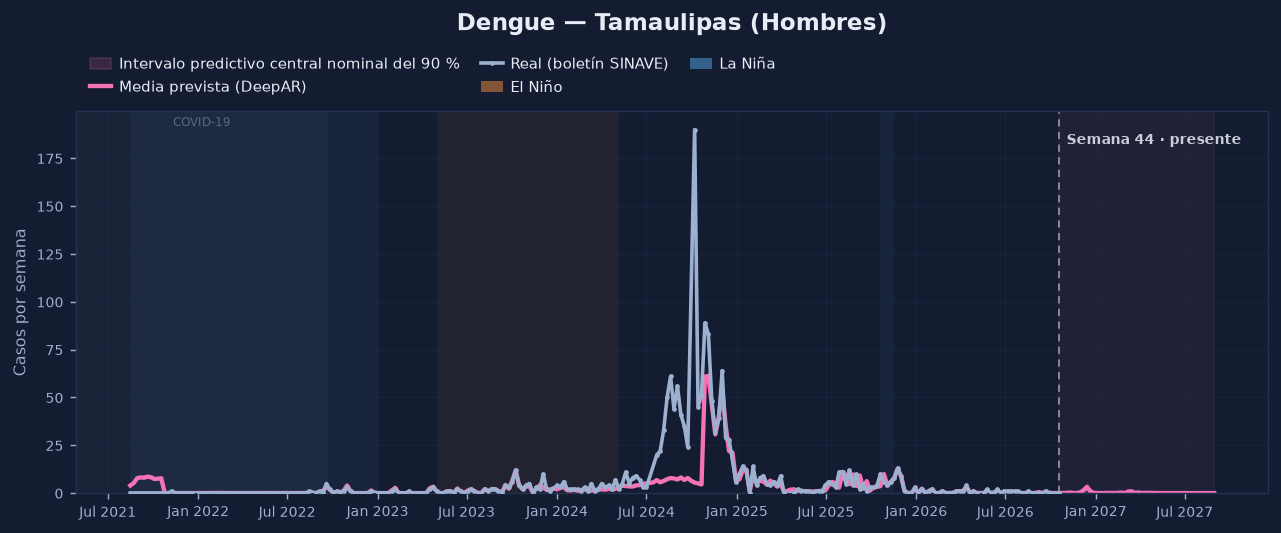 Dengue — Tamaulipas (Hombres)
Intervalo predictivo central nominal del 90 %
Real (boletín SINAVE)
La Niña
Media prevista (DeepAR)
El Niño
COVID-19
Semana 44 · presente
Casos por semana
175
150
125
100
75
50
25
0
Jul 2021
Jan 2022
Jul 2022
Jan 2023
Jul 2023
Jan 2024
Jul 2024
Jan 2025
Jul 2025
Jan 2026
Jul 2026
Jan 2027
Jul 2027